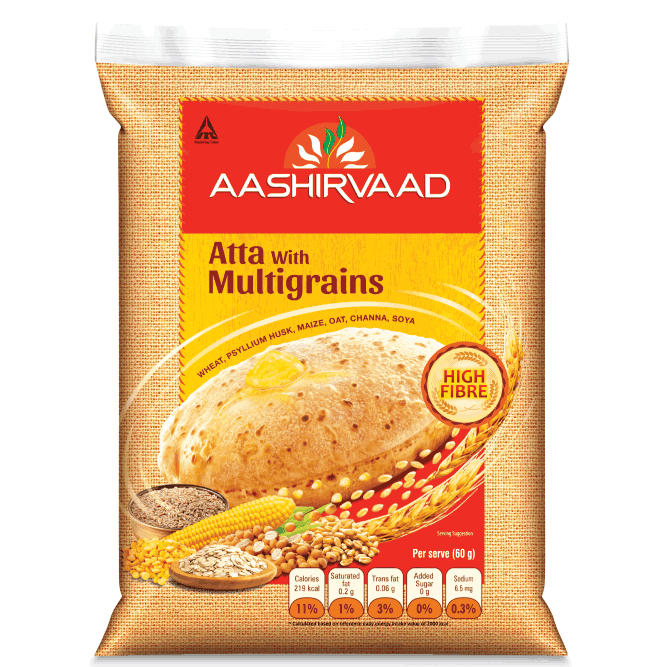 AASHIRVAAD
Atta With
Multigrains
WHEAT, PSYLLIUM HUSK, MAIZE, OAT, CHANNA, SOYA
HIGH
FIBRE
Serving Suggestion
Per serve (60 g)
Calories
219 kcal
11%
Saturated
fat
0.2 g
1%
Trans fat
0.06 g
3%
Added
Sugar
0 g
0%
Sodium
6.5 mg
0.3%
* Calculated based on reference daily energy intake value of 2000 kcal